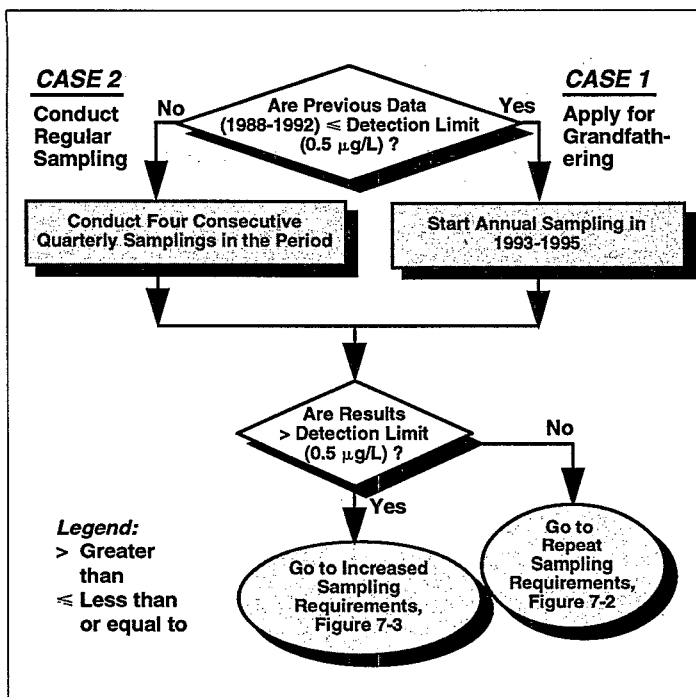 CASE 2
Conduct
Regular
Sampling
No
Are Previous Data
(1988-1992) ⩽ Detection Limit
(0.5 µg/L) ?
Yes
CASE 1
Apply for
Grandfath-
ering
Conduct Four Consecutive
Quarterly Samplings in the Period
Start Annual Sampling in
1993-1995
Are Results
> Detection Limit
(0.5 µg/L) ?
No
Yes
Go to
Repeat
Sampling
Requirements,
Figure 7-2
Go to Increased
Sampling
Requirements,
Figure 7-3
Legend:
> Greater
than
⩽ Less than
or equal to